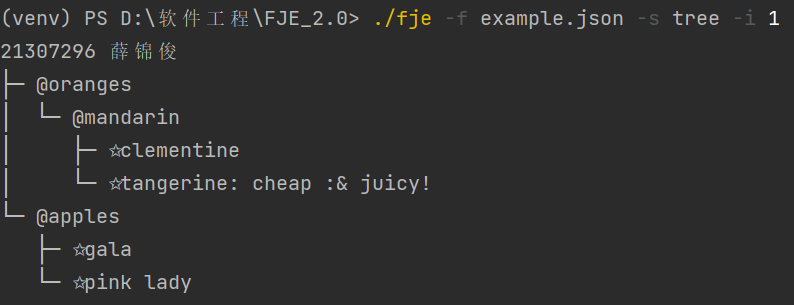 (venv) PS D:\软件工程\FJE_2.0> ./fje -f example.json -s tree -i 1
21307296 薛锦俊
├─ @oranges
│  └─ @mandarin
│     ├─ ☆clementine
│     └─ ☆tangerine: cheap :& juicy!
└─ @apples
   ├─ ☆gala
   └─ ☆pink lady